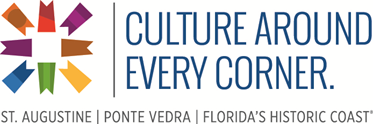 CULTURE AROUND
EVERY CORNER.
ST. AUGUSTINE | PONTE VEDRA | FLORIDA'S HISTORIC COAST®